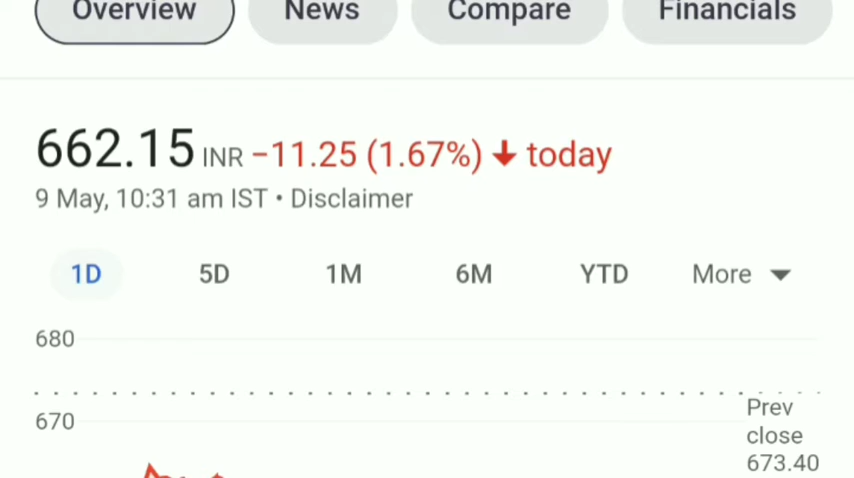 Overview News Compare Financials
662.15 INR −11.25 (1.67%) ↓ today
9 May, 10:31 am IST • Disclaimer
1D 5D 1M 6M YTD More
680
670
Prev
close
673.40